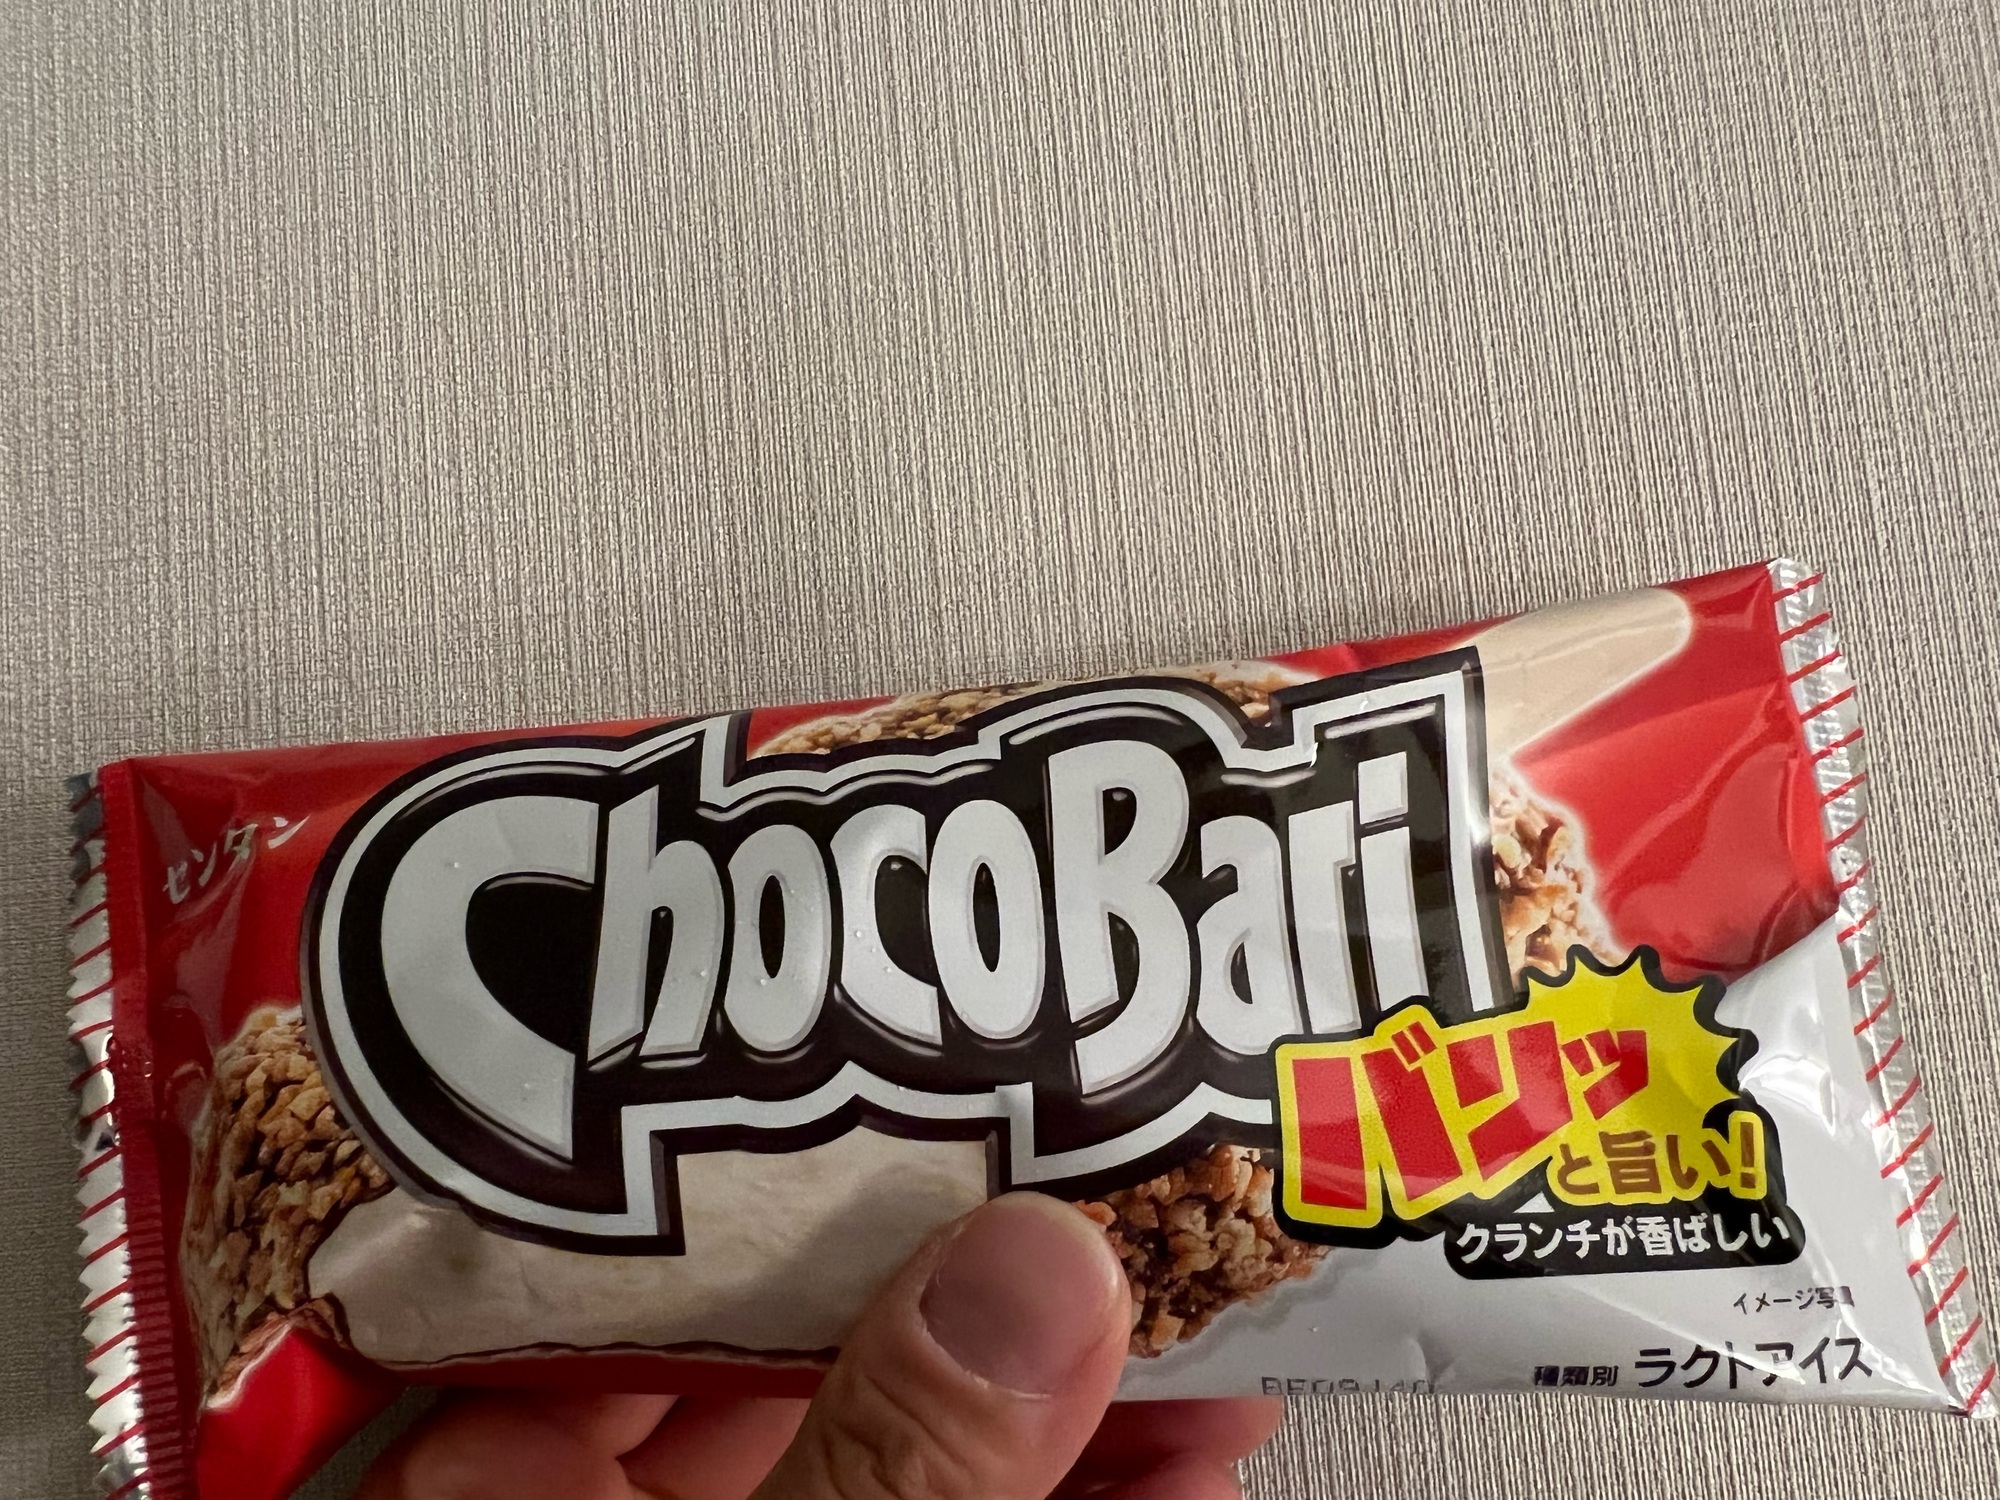 センタン
ChocoBari
バリッ
と旨い!
クランチが香ばしい
イメージ写真
種類別 ラクトアイス